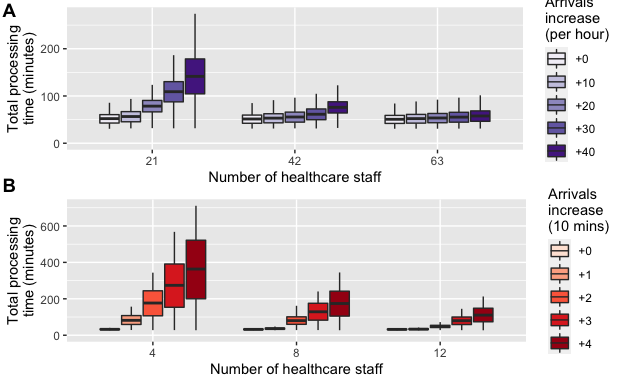 A
Total processing
time (minutes)
200
100
0
21
42
63
Number of healthcare staff
Arrivals
increase
(per hour)
+0
+10
+20
+30
+40
B
Total processing
time (minutes)
600
400
200
0
4
8
12
Number of healthcare staff
Arrivals
increase
(10 mins)
+0
+1
+2
+3
+4